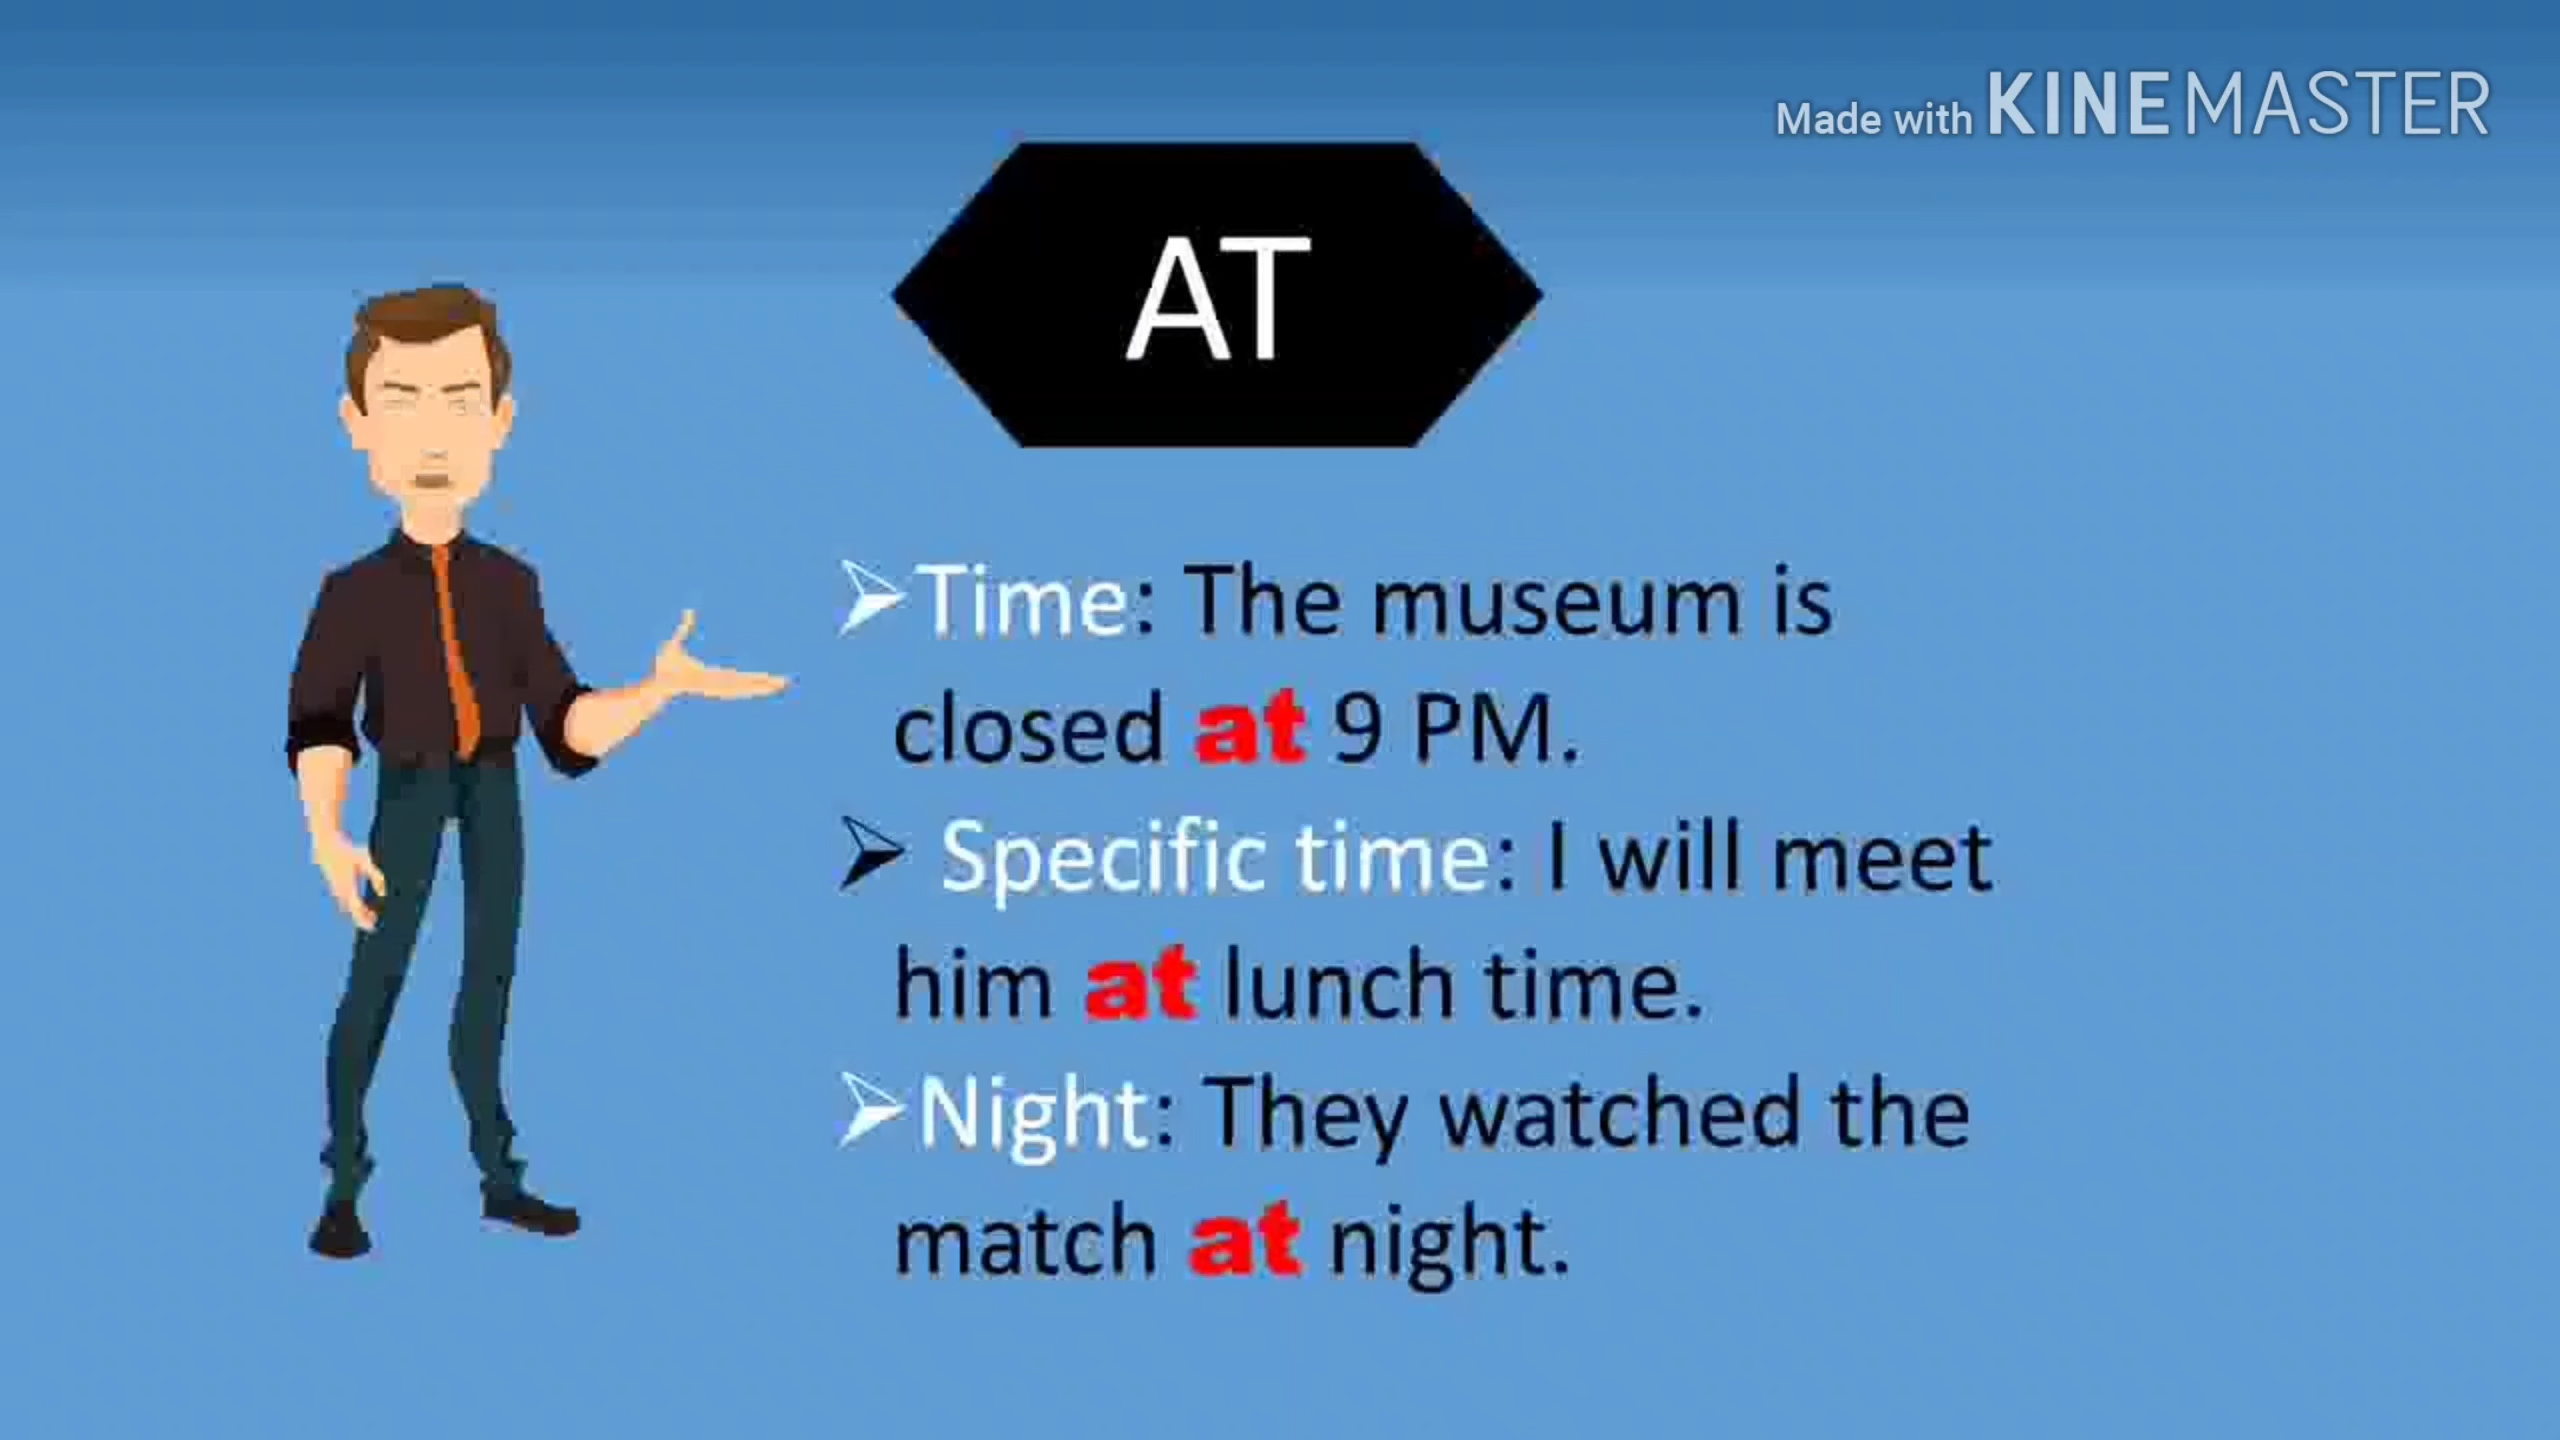 Made with KINEMASTER
AT
Time: The museum is
closed at 9 PM.
Specific time: I will meet
him at lunch time.
Night: They watched the
match at night.